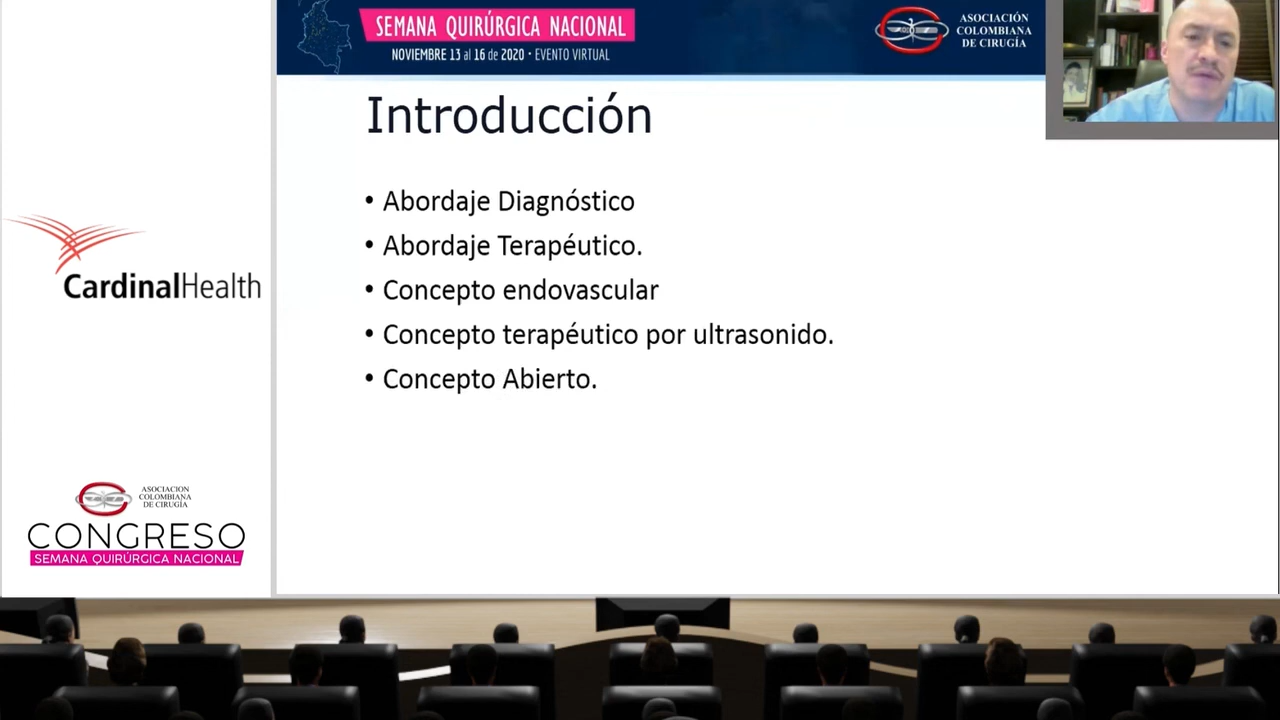 SEMANA QUIRÚRGICA NACIONAL
NOVIEMBRE 13 al 16 de 2020 • EVENTO VIRTUAL
ASOCIACIÓN
COLOMBIANA
DE CIRUGÍA
Introducción
• Abordaje Diagnóstico
• Abordaje Terapéutico.
• Concepto endovascular
• Concepto terapéutico por ultrasonido.
• Concepto Abierto.
CardinalHealth
ASOCIACION
COLOMBIANA
DE CIRUGÍA
CONGRESO
SEMANA QUIRÚRGICA NACIONAL